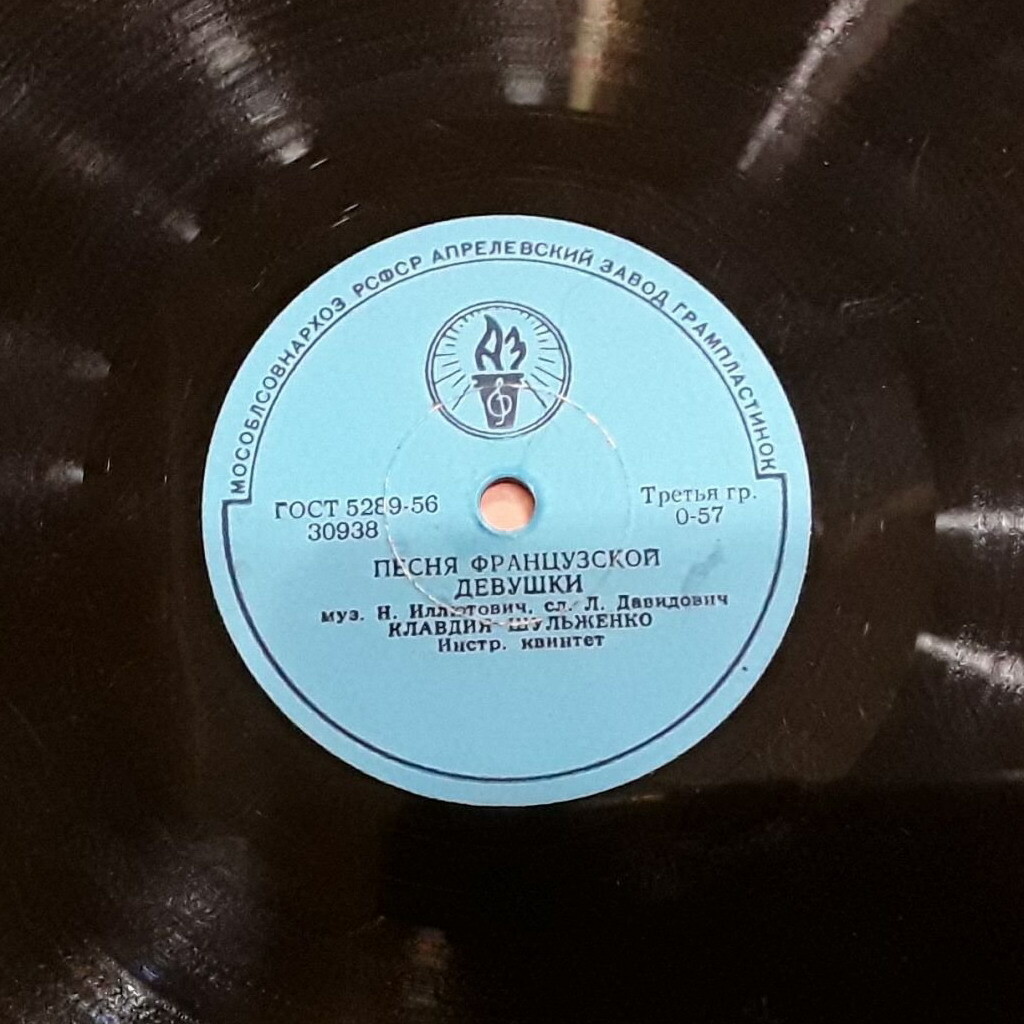 МОСОБЛСОВНАРХОЗ РСФСР АПРЕЛЕВСКИЙ ЗАВОД ГРАМПЛАСТИНОК
АЗ
ГОСТ 5289-56
30938
Третья гр.
0-57
ПЕСНЯ ФРАНЦУЗСКОЙ
ДЕВУШКИ
муз. Н. Иллютович, сл. Л. Давидович
КЛАВДИЯ ШУЛЬЖЕНКО
Инстр. квинтет